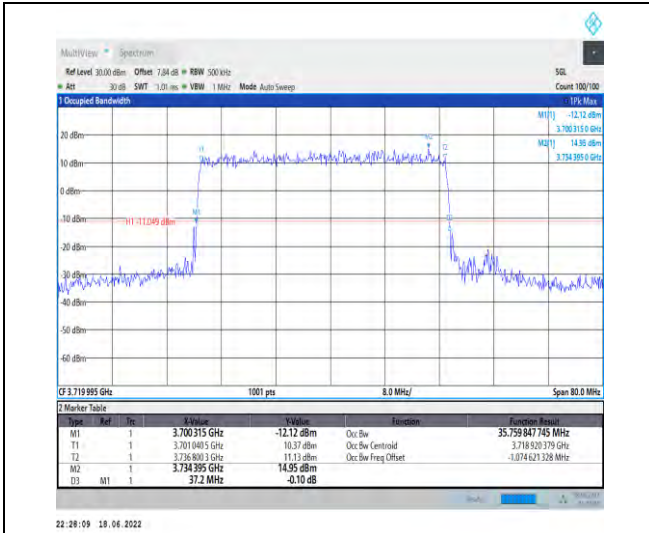 MultiView Spectrum
Ref Level 30.00 dBm Offset 7.84 dB RBW 500 kHz SGL
Att 30 dB SWT 1.01 ms VBW 1 MHz Mode Auto Sweep Count 100/100
1 Occupied Bandwidth 1Pk Max
M1[1] -12.12 dBm
3.700 315 0 GHz
M2[1] 14.95 dBm
3.734 395 0 GHz
20 dBm
M2
T1 T2
10 dBm
0 dBm
M1
-10 dBm
H1 -11.049 dBm
D3
-20 dBm
-30 dBm
-40 dBm
-50 dBm
-60 dBm
CF 3.719 995 GHz 1001 pts 8.0 MHz/ Span 80.0 MHz
2 Marker Table
Type Ref Trc X-Value Y-Value Function Function Result
M1 1 3.700 315 GHz -12.12 dBm Occ Bw 35.759 847 745 MHz
T1 1 3.701 040 5 GHz 10.37 dBm Occ Bw Centroid 3.718 920 379 GHz
T2 1 3.736 800 3 GHz 11.13 dBm Occ Bw Freq Offset -1.074 621 328 MHz
M2 1 3.734 395 GHz 14.95 dBm
D3 M1 1 37.2 MHz -0.10 dB
22:28:09 18.06.2022